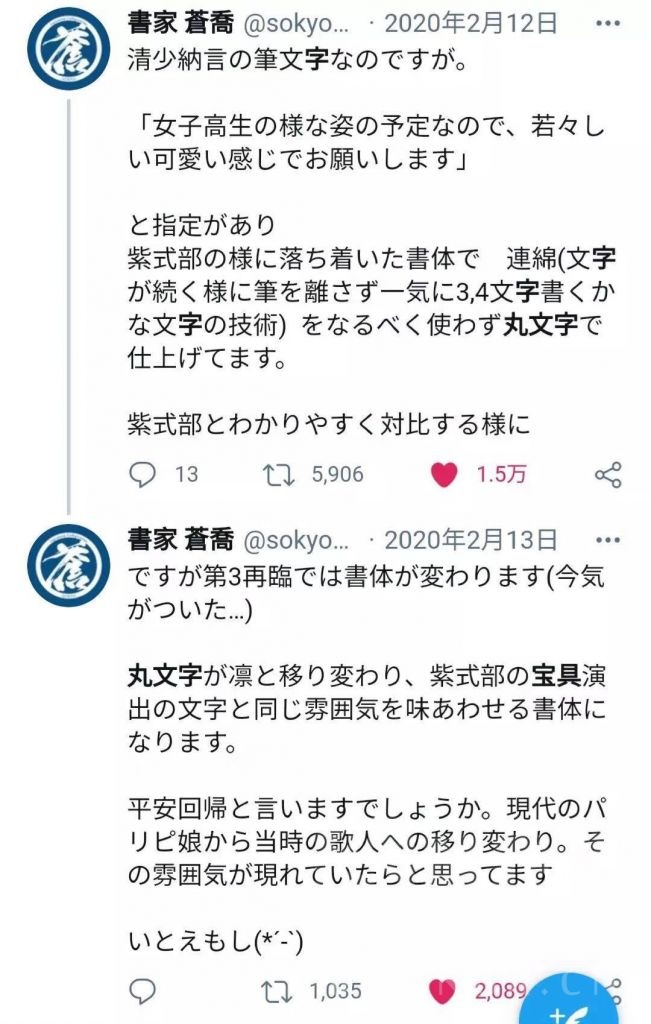 書家 蒼喬 @sokyo… ・2020年2月12日
清少納言の筆文字なのですが。
「女子高生の様な姿の予定なので、若々し
い可愛い感じでお願いします」
と指定があり
紫式部の様に落ち着いた書体で　連綿(文字
が続く様に筆を離さず一気に3,4文字書くか
な文字の技術) をなるべく使わず丸文字で
仕上げてます。
紫式部とわかりやすく対比する様に
13 5,906 1.5万
書家 蒼喬 @sokyo… ・2020年2月13日
ですが第3再臨では書体が変わります(今気
がついた…)
丸文字が凛と移り変わり、紫式部の宝具演
出の文字と同じ雰囲気を味あわせる書体に
なります。
平安回帰と言いますでしょうか。現代のパ
リピ娘から当時の歌人への移り変わり。そ
の雰囲気が現れていたらと思ってます
いとえもし(*´-`)
1,035 2,089